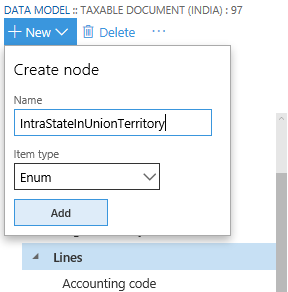 DATA MODEL :: TAXABLE DOCUMENT (INDIA) : 97
+ New
Delete
...
Create node
Name
IntraStateInUnionTerritory
Item type
Enum
Add
Lines
Accounting code